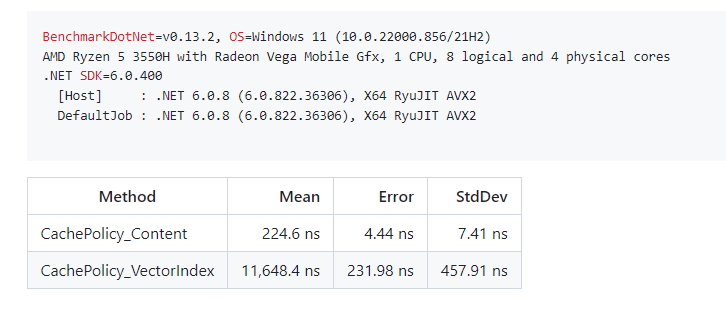 BenchmarkDotNet=v0.13.2, OS=Windows 11 (10.0.22000.856/21H2)
AMD Ryzen 5 3550H with Radeon Vega Mobile Gfx, 1 CPU, 8 logical and 4 physical cores
.NET SDK=6.0.400
[Host]     : .NET 6.0.8 (6.0.822.36306), X64 RyuJIT AVX2
DefaultJob : .NET 6.0.8 (6.0.822.36306), X64 RyuJIT AVX2
Method Mean Error StdDev
CachePolicy_Content 224.6 ns 4.44 ns 7.41 ns
CachePolicy_VectorIndex 11,648.4 ns 231.98 ns 457.91 ns